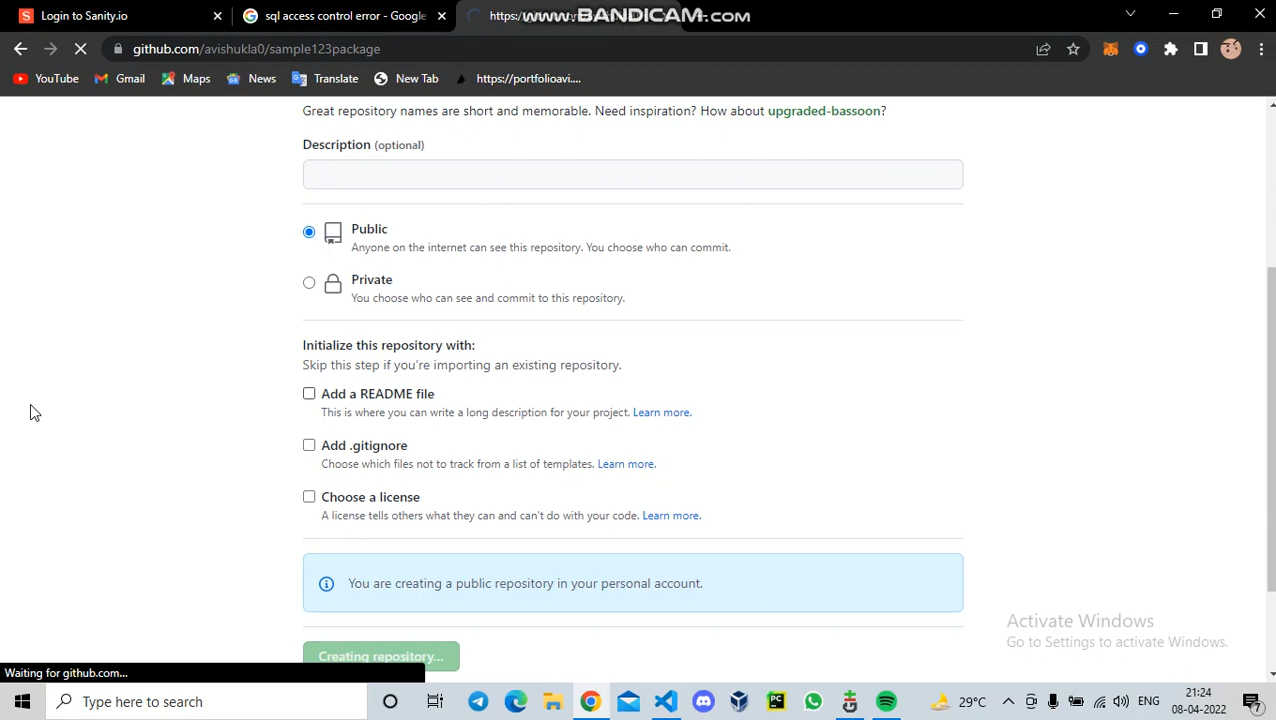 Login to Sanity.io
sql access control error - Google
https:/
www.BANDICAM.com
github.com/avishukla0/sample123package
YouTube
Gmail
Maps
News
Translate
New Tab
https://portfolioavi....
Great repository names are short and memorable. Need inspiration? How about upgraded-bassoon?
Description (optional)
Public
Anyone on the internet can see this repository. You choose who can commit.
Private
You choose who can see and commit to this repository.
Initialize this repository with:
Skip this step if you're importing an existing repository.
Add a README file
This is where you can write a long description for your project. Learn more.
Add .gitignore
Choose which files not to track from a list of templates. Learn more.
Choose a license
A license tells others what they can and can't do with your code. Learn more.
You are creating a public repository in your personal account.
Activate Windows
Go to Settings to activate Windows.
Creating repository...
Waiting for github.com...
Type here to search
PC
29°C
ENG
21:24
08-04-2022
7